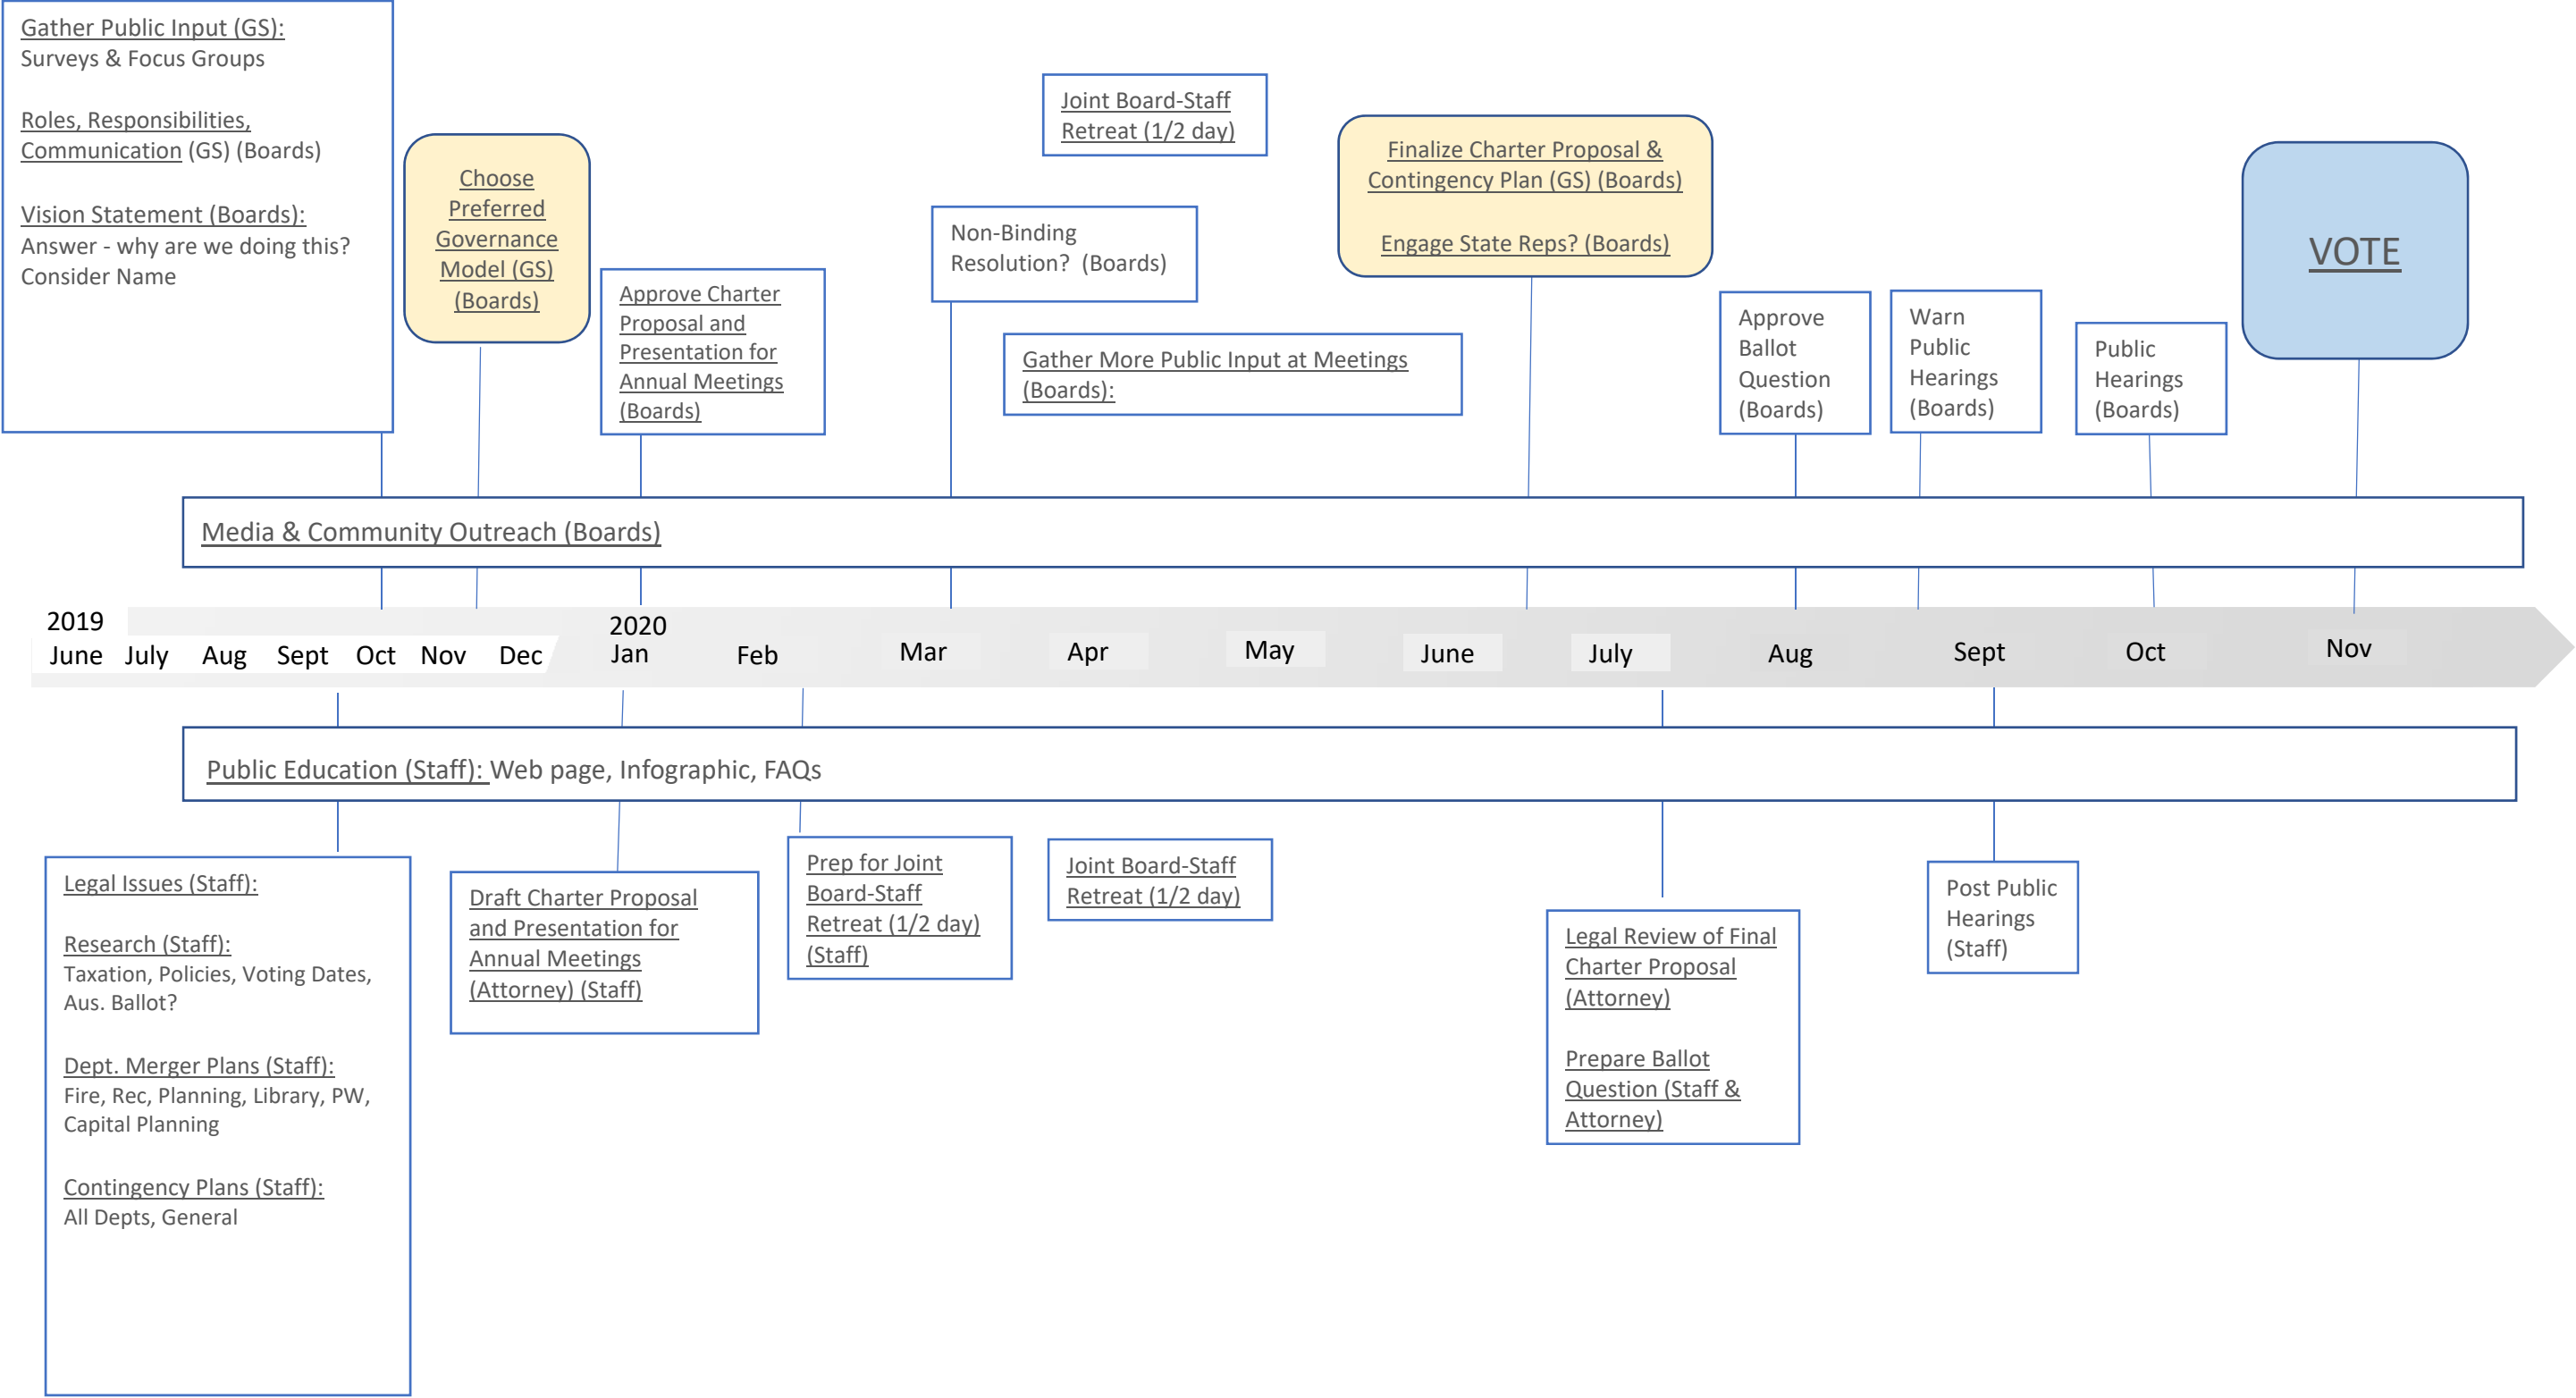 Gather Public Input (GS):
Surveys & Focus Groups
Roles, Responsibilities,
Communication (GS) (Boards)
Vision Statement (Boards):
Answer - why are we doing this?
Consider Name
Choose
Preferred
Governance
Model (GS)
(Boards)
Approve Charter
Proposal and
Presentation for
Annual Meetings
(Boards)
Joint Board-Staff
Retreat (1/2 day)
Non-Binding
Resolution?  (Boards)
Gather More Public Input at Meetings
(Boards):
Finalize Charter Proposal &
Contingency Plan (GS) (Boards)
Engage State Reps? (Boards)
Approve
Ballot
Question
(Boards)
Warn
Public
Hearings
(Boards)
Public
Hearings
(Boards)
VOTE
Media & Community Outreach (Boards)
2019
June July Aug Sept Oct Nov Dec
2020
Jan Feb Mar Apr May June July Aug Sept Oct Nov
Public Education (Staff): Web page, Infographic, FAQs
Legal Issues (Staff):
Research (Staff):
Taxation, Policies, Voting Dates,
Aus. Ballot?
Dept. Merger Plans (Staff):
Fire, Rec, Planning, Library, PW,
Capital Planning
Contingency Plans (Staff):
All Depts, General
Draft Charter Proposal
and Presentation for
Annual Meetings
(Attorney) (Staff)
Prep for Joint
Board-Staff
Retreat (1/2 day)
(Staff)
Joint Board-Staff
Retreat (1/2 day)
Legal Review of Final
Charter Proposal
(Attorney)
Prepare Ballot
Question (Staff &
Attorney)
Post Public
Hearings
(Staff)